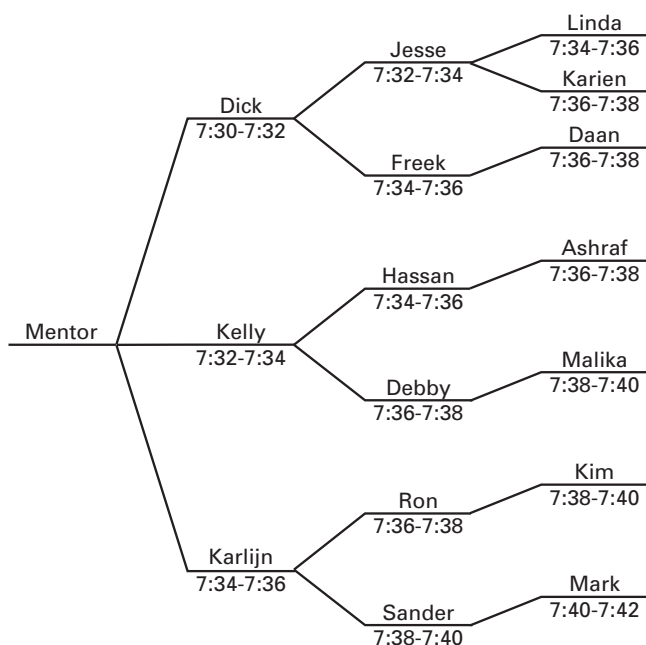 Linda
7:34-7:36
Jesse
7:32-7:34
Karien
7:36-7:38
Dick
7:30-7:32
Daan
7:36-7:38
Freek
7:34-7:36
Ashraf
7:36-7:38
Hassan
7:34-7:36
Mentor
Kelly
7:32-7:34
Malika
7:38-7:40
Debby
7:36-7:38
Kim
7:38-7:40
Ron
7:36-7:38
Karlijn
7:34-7:36
Mark
7:40-7:42
Sander
7:38-7:40